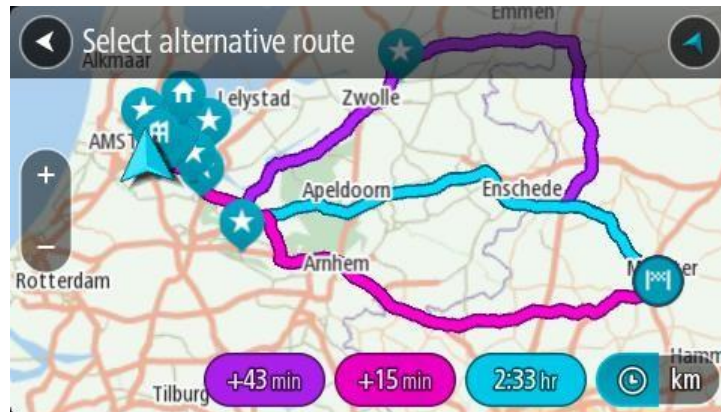 Emmen
Select alternative route
Alkmaar
Lelystad
Zwolle
+
Apeldoorn
Enschede
−
Arnhem
Rotterdam
Hamm
Tilburg
+43 min
+15 min
2:33 hr
km